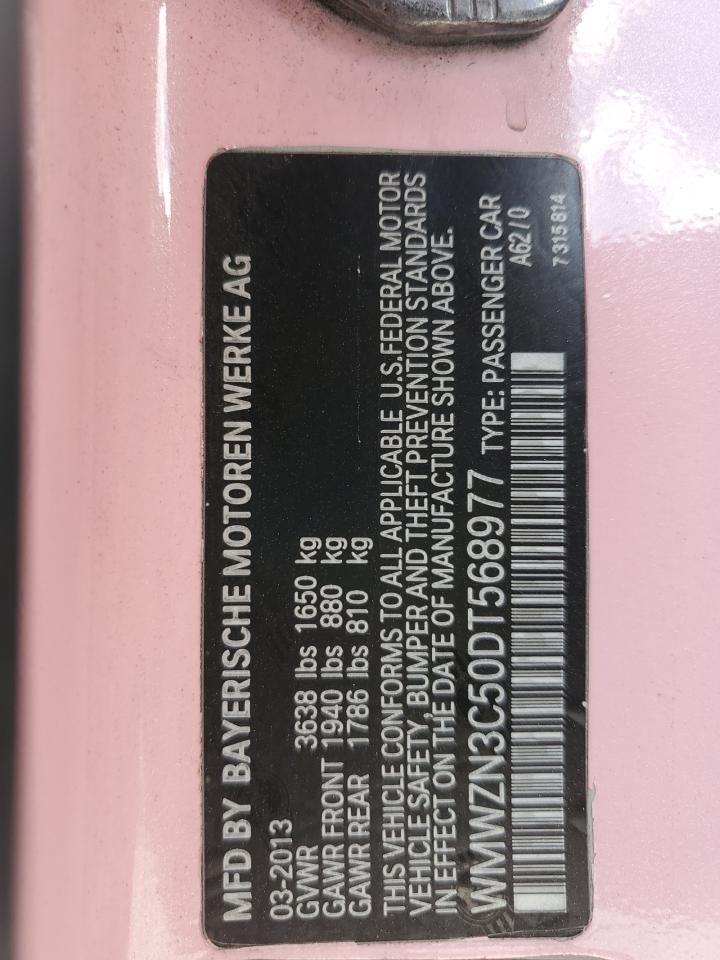 MFD BY BAYERISCHE MOTOREN WERKE AG
03-2013
GVWR 3638 lbs 1650 kg
GAWR FRONT 1940 lbs 880 kg
GAWR REAR 1786 lbs 810 kg
THIS VEHICLE CONFORMS TO ALL APPLICABLE U.S.FEDERAL MOTOR
VEHICLE SAFETY, BUMPER AND THEFT PREVENTION STANDARDS
IN EFFECT ON THE DATE OF MANUFACTURE SHOWN ABOVE.
WMWZN3C50DT568977 TYPE: PASSENGER CAR
A62/0
7315814